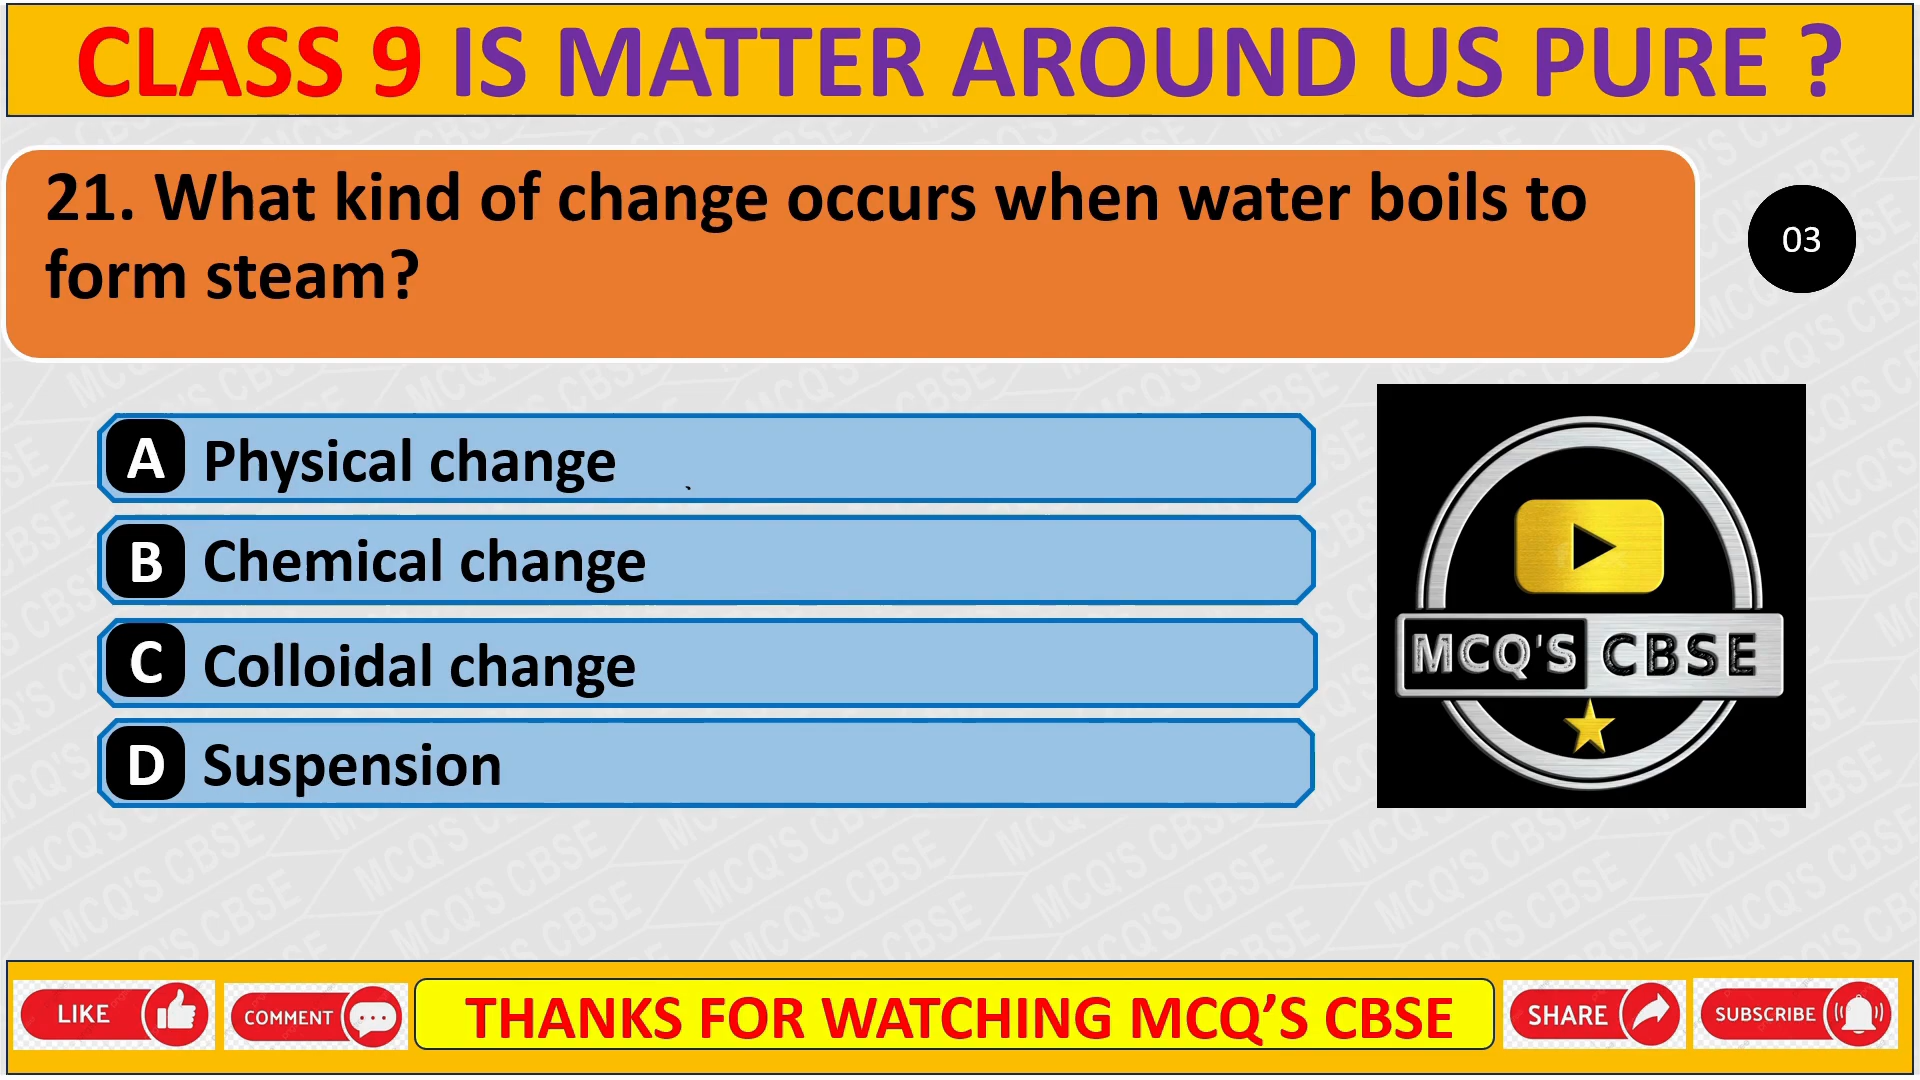 CLASS 9 IS MATTER AROUND US PURE ?
21. What kind of change occurs when water boils to
form steam?
03
A Physical change
B Chemical change
C Colloidal change
D Suspension
MCQ'S CBSE
LIKE
COMMENT
THANKS FOR WATCHING MCQ’S CBSE
SHARE
SUBSCRIBE